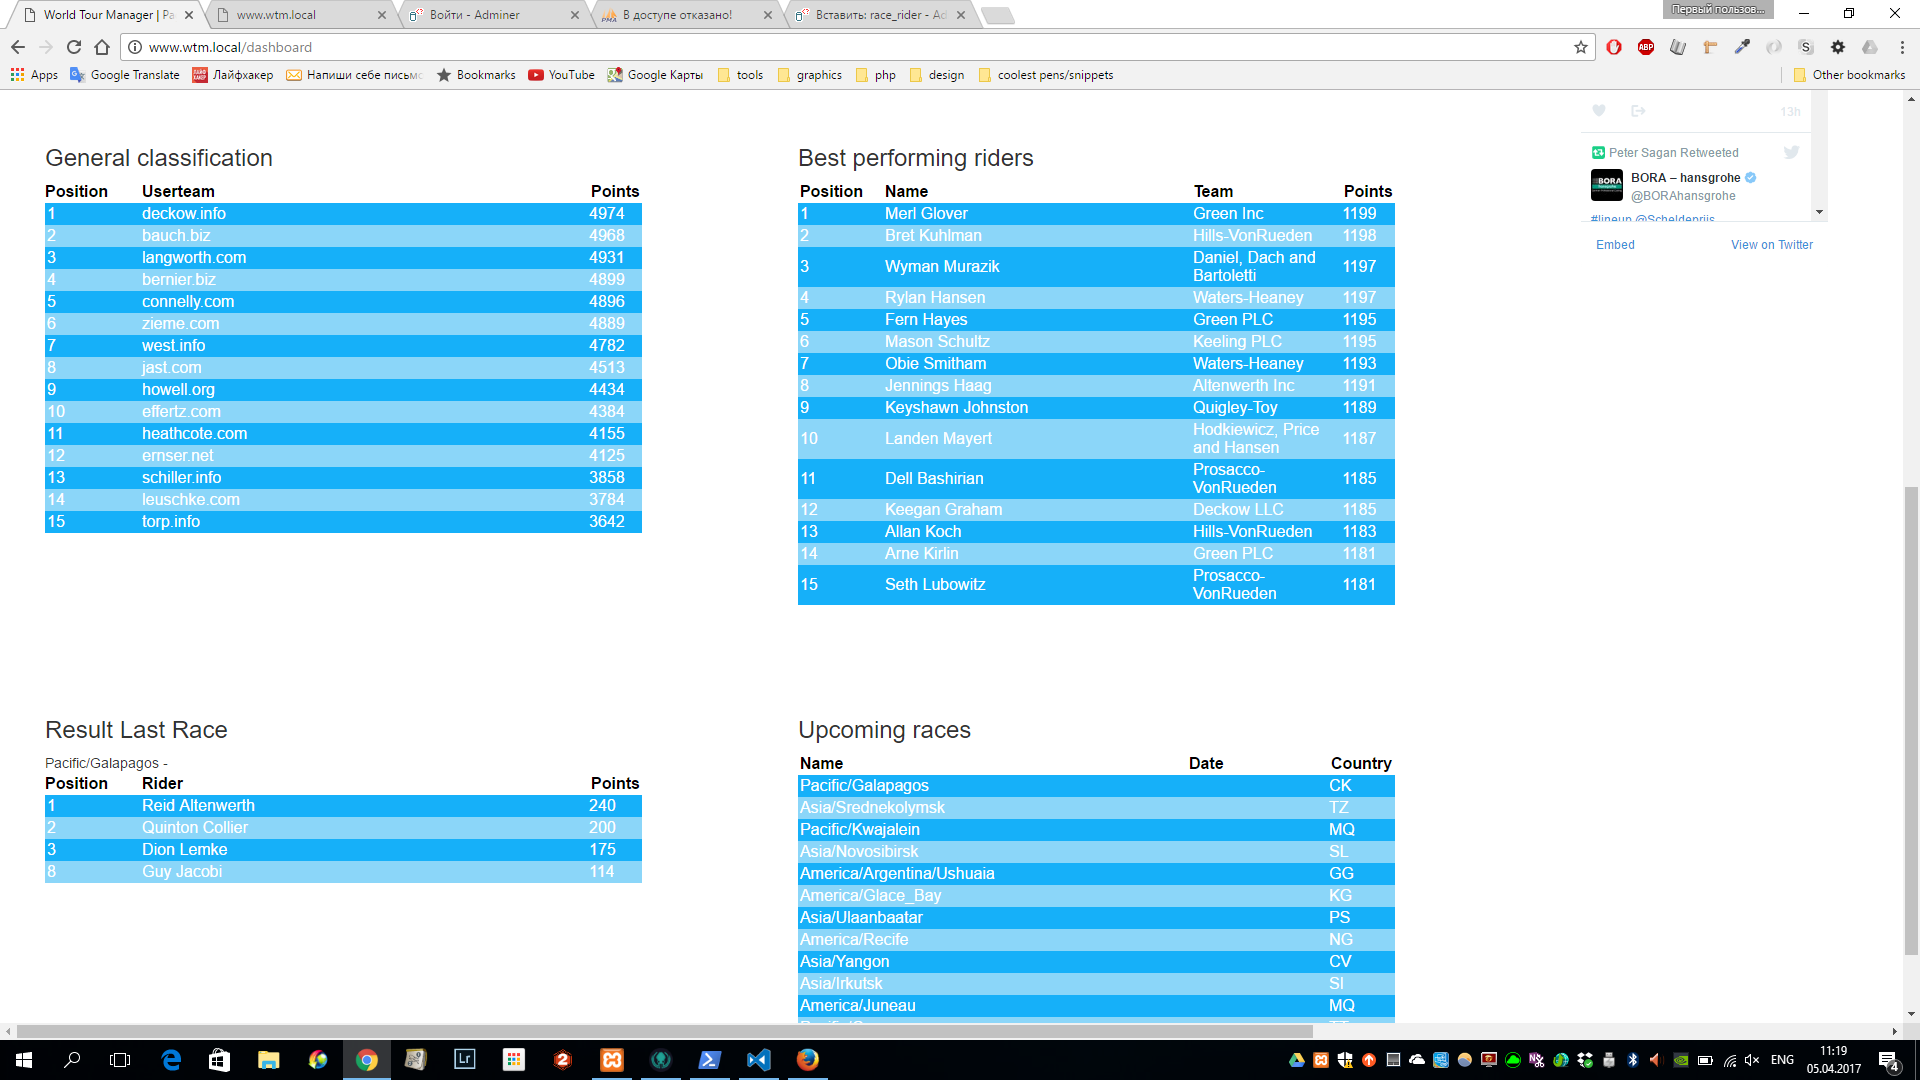 World Tour Manager | Pa
www.wtm.local
Войти - Adminer
В доступе отказано!
Вставить: race_rider - Ad
Первый пользов...
www.wtm.local/dashboard
Apps
Google Translate
Лайфхакер
Напиши себе письмо
Bookmarks
YouTube
Google Карты
tools
graphics
php
design
coolest pens/snippets
Other bookmarks
13h
Peter Sagan Retweeted
BORA – hansgrohe
@BORAhansgrohe
#lineup @Scheldeprijs
Embed
View on Twitter
General classification
Position Userteam Points
1 deckow.info 4974
2 bauch.biz 4968
3 langworth.com 4931
4 bernier.biz 4899
5 connelly.com 4896
6 zieme.com 4889
7 west.info 4782
8 jast.com 4513
9 howell.org 4434
10 effertz.com 4384
11 heathcote.com 4155
12 ernser.net 4125
13 schiller.info 3858
14 leuschke.com 3784
15 torp.info 3642
Best performing riders
Position Name Team Points
1 Merl Glover Green Inc 1199
2 Bret Kuhlman Hills-VonRueden 1198
3 Wyman Murazik Daniel, Dach and Bartoletti 1197
4 Rylan Hansen Waters-Heaney 1197
5 Fern Hayes Green PLC 1195
6 Mason Schultz Keeling PLC 1195
7 Obie Smitham Waters-Heaney 1193
8 Jennings Haag Altenwerth Inc 1191
9 Keyshawn Johnston Quigley-Toy 1189
10 Landen Mayert Hodkiewicz, Price and Hansen 1187
11 Dell Bashirian Prosacco-VonRueden 1185
12 Keegan Graham Deckow LLC 1185
13 Allan Koch Hills-VonRueden 1183
14 Arne Kirlin Green PLC 1181
15 Seth Lubowitz Prosacco-VonRueden 1181
Result Last Race
Pacific/Galapagos -
Position Rider Points
1 Reid Altenwerth 240
2 Quinton Collier 200
3 Dion Lemke 175
8 Guy Jacobi 114
Upcoming races
Name Date Country
Pacific/Galapagos CK
Asia/Srednekolymsk TZ
Pacific/Kwajalein MQ
Asia/Novosibirsk SL
America/Argentina/Ushuaia GG
America/Glace_Bay KG
Asia/Ulaanbaatar PS
America/Recife NG
Asia/Yangon CV
Asia/Irkutsk SI
America/Juneau MQ
ENG
11:19
05.04.2017
4